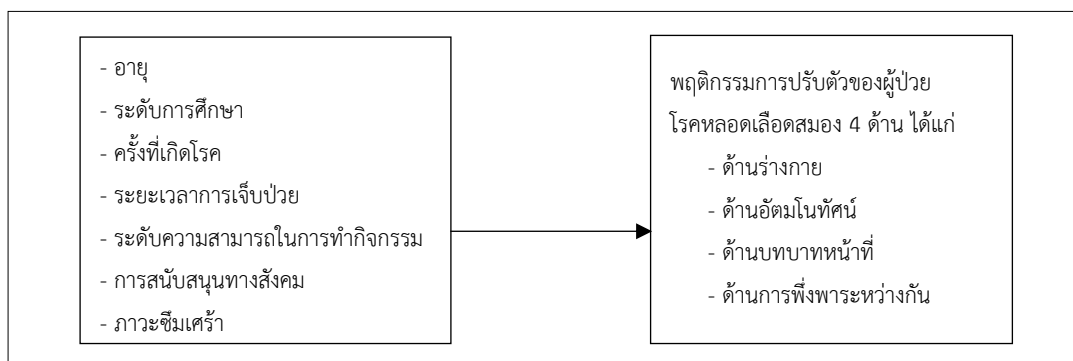 - อายุ
- ระดับการศึกษา
- ครั้งที่เกิดโรค
- ระยะเวลาการเจ็บป่วย
- ระดับความสามารถในการทำกิจกรรม
- การสนับสนุนทางสังคม
- ภาวะซึมเศร้า
พฤติกรรมการปรับตัวของผู้ป่วย
โรคหลอดเลือดสมอง 4 ด้าน ได้แก่
- ด้านร่างกาย
- ด้านอัตมโนทัศน์
- ด้านบทบาทหน้าที่
- ด้านการพึ่งพาระหว่างกัน